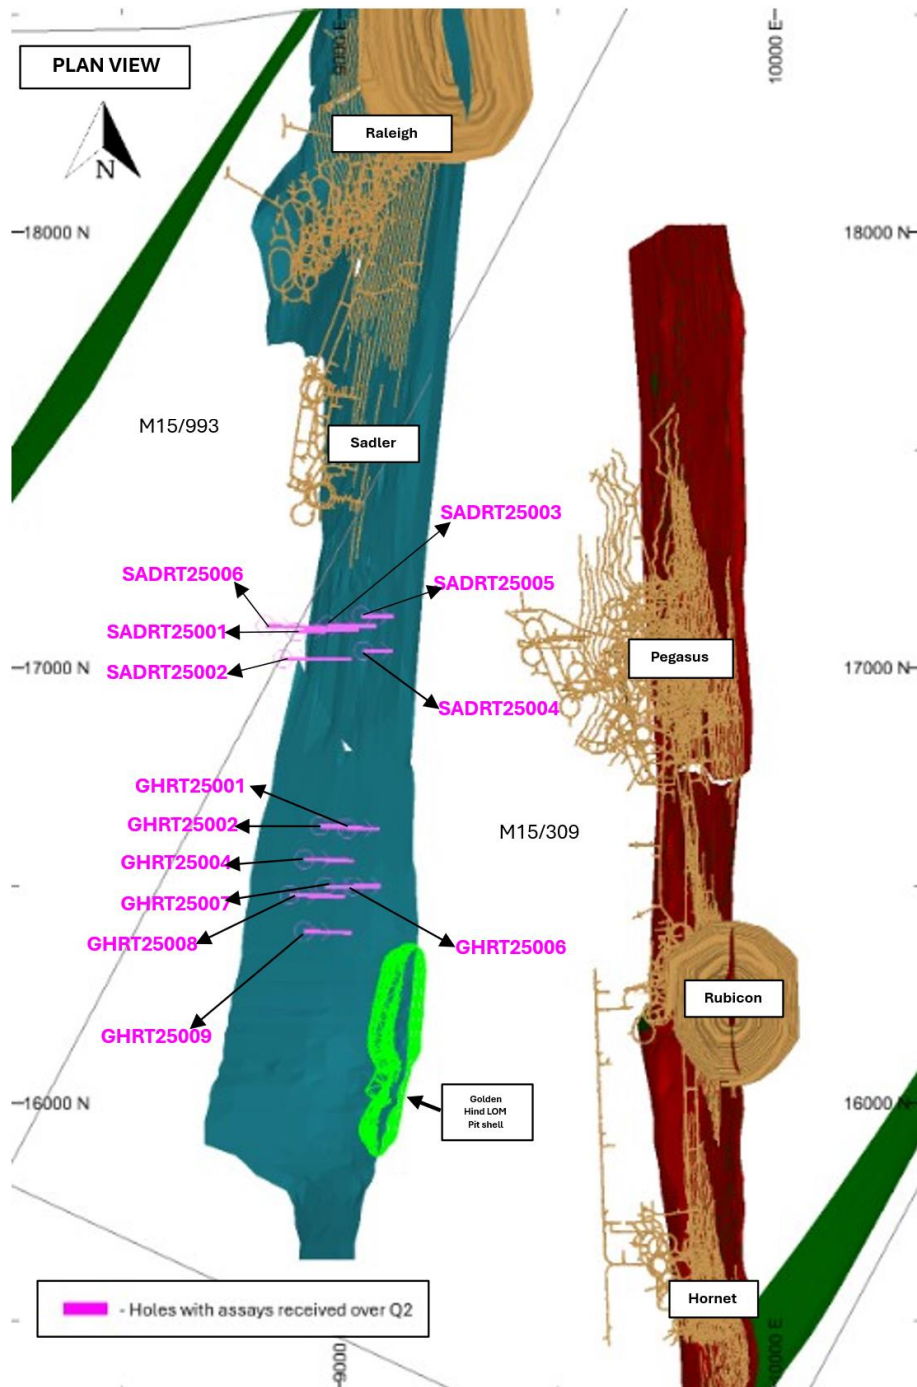 PLAN VIEW
N
9000 E
10000 E
Raleigh
18000 N
18000 N
M15/993
Sadler
SADRT25003
SADRT25006
SADRT25005
SADRT25001
SADRT25002
17000 N
17000 N
Pegasus
SADRT25004
GHRT25001
GHRT25002
M15/309
GHRT25004
GHRT25007
GHRT25008
GHRT25006
Rubicon
GHRT25009
Golden
Hind LOM
Pit shell
16000 N
16000 N
- Holes with assays received over Q2
Hornet
9000
10000 E